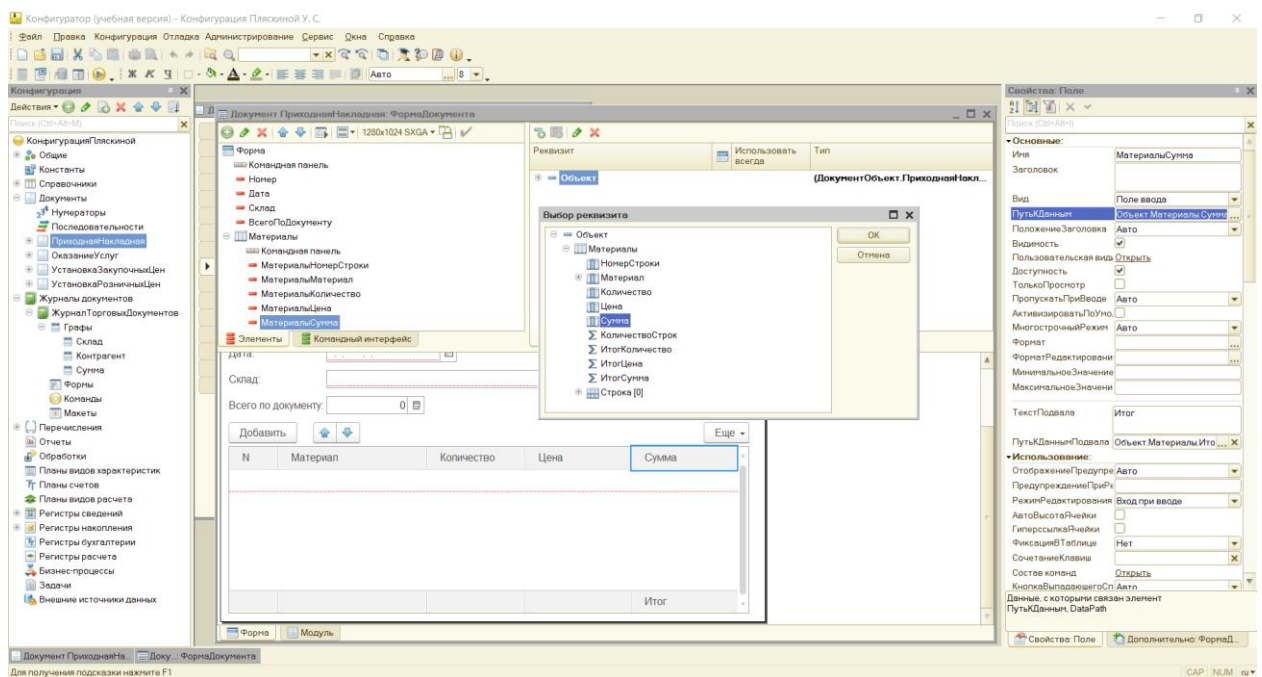 Конфигуратор (учебная версия) - Конфигурация Пляскиной У. С.
Файл Правка Конфигурация Отладка Администрирование Сервис Окна Справка
Ж К Ч Авто 8
Конфигурация
Действия
Поиск (Ctrl+Alt+M)
КонфигурацияПляскиной
Общие
Константы
Справочники
Документы
Нумераторы
Последовательности
ПриходнаяНакладная
ОказаниеУслуг
УстановкаЗакупочныхЦен
УстановкаРозничныхЦен
Журналы документов
ЖурналТорговыхДокументов
Графы
Склад
Контрагент
Сумма
Формы
Команды
Макеты
Перечисления
Отчеты
Обработки
Планы видов характеристик
Планы счетов
Планы видов расчета
Регистры сведений
Регистры накопления
Регистры бухгалтерии
Регистры расчета
Бизнес-процессы
Задачи
Внешние источники данных
Документ ПриходнаяНакладная: ФормаДокумента
1280x1024 SXGA
Форма
Командная панель
Номер
Дата
Склад
ВсегоПоДокументу
Материалы
Командная панель
МатериалыНомерСтроки
МатериалыМатериал
МатериалыКоличество
МатериалыЦена
МатериалыСумма
Элементы Командный интерфейс
Реквизит Использовать всегда Тип
Объект (ДокументОбъект.ПриходнаяНакл...
Выбор реквизита
Объект
Материалы
НомерСтроки
Материал
Количество
Цена
Сумма
КоличествоСтрок
ИтогКоличество
ИтогЦена
ИтогСумма
Строка [0]
ОК
Отмена
Дата:
Склад:
Всего по документу: 0
Добавить Еще
N Материал Количество Цена Сумма
Итог
Форма Модуль
Свойства: Поле
Поиск (Ctrl+Alt+I)
Основные:
Имя МатериалыСумма
Заголовок
Вид Поле ввода
ПутьКДанным Объект.Материалы.Сумма ...
ПоложениеЗаголовка Авто
Видимость
Пользовательская види Открыть
Доступность
ТолькоПросмотр
ПропускатьПриВводе Авто
АктивизироватьПоУмо.
МногострочныйРежим Авто
Формат ...
ФорматРедактировани ...
МинимальноеЗначение
МаксимальноеЗначени
ТекстПодвала Итог
ПутьКДаннымПодвала Объект.Материалы.Ито ...
Использование:
ОтображениеПредупре Авто
ПредупреждениеПриРе
РежимРедактирования Вход при вводе
АвтоВысотаЯчейки
ГиперссылкаЯчейки
ФиксацияВТаблице Нет
СочетаниеКлавиш
Состав команд Открыть
КнопкаВыпадающегоСп Авто
Данные, с которыми связан элемент
ПутьКДанным, DataPath
Свойства: Поле Дополнительно: ФормаД...
Документ ПриходнаяНа... Доку...: ФормаДокумента
Для получения подсказки нажмите F1 CAP NUM ru